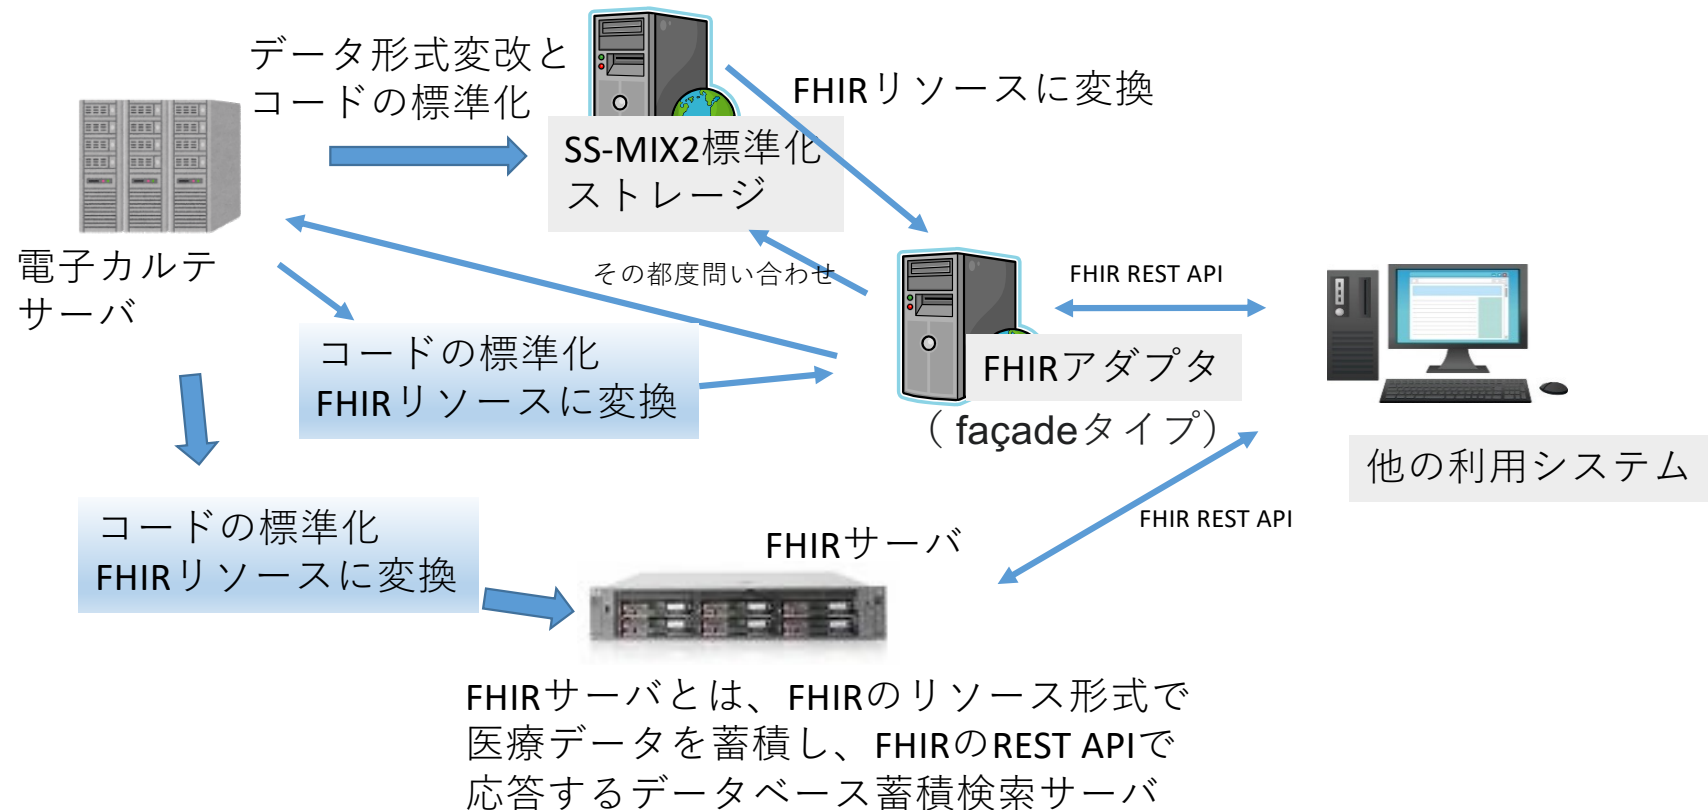 データ形式変改と
コードの標準化
FHIRリソースに変換
SS-MIX2標準化
ストレージ
電子カルテ
サーバ
その都度問い合わせ
FHIR REST API
コードの標準化
FHIRリソースに変換
FHIRアダプタ
（ façadeタイプ）
他の利用システム
コードの標準化
FHIRリソースに変換
FHIR REST API
FHIRサーバ
FHIRサーバとは、FHIRのリソース形式で
医療データを蓄積し、FHIRのREST APIで
応答するデータベース蓄積検索サーバ